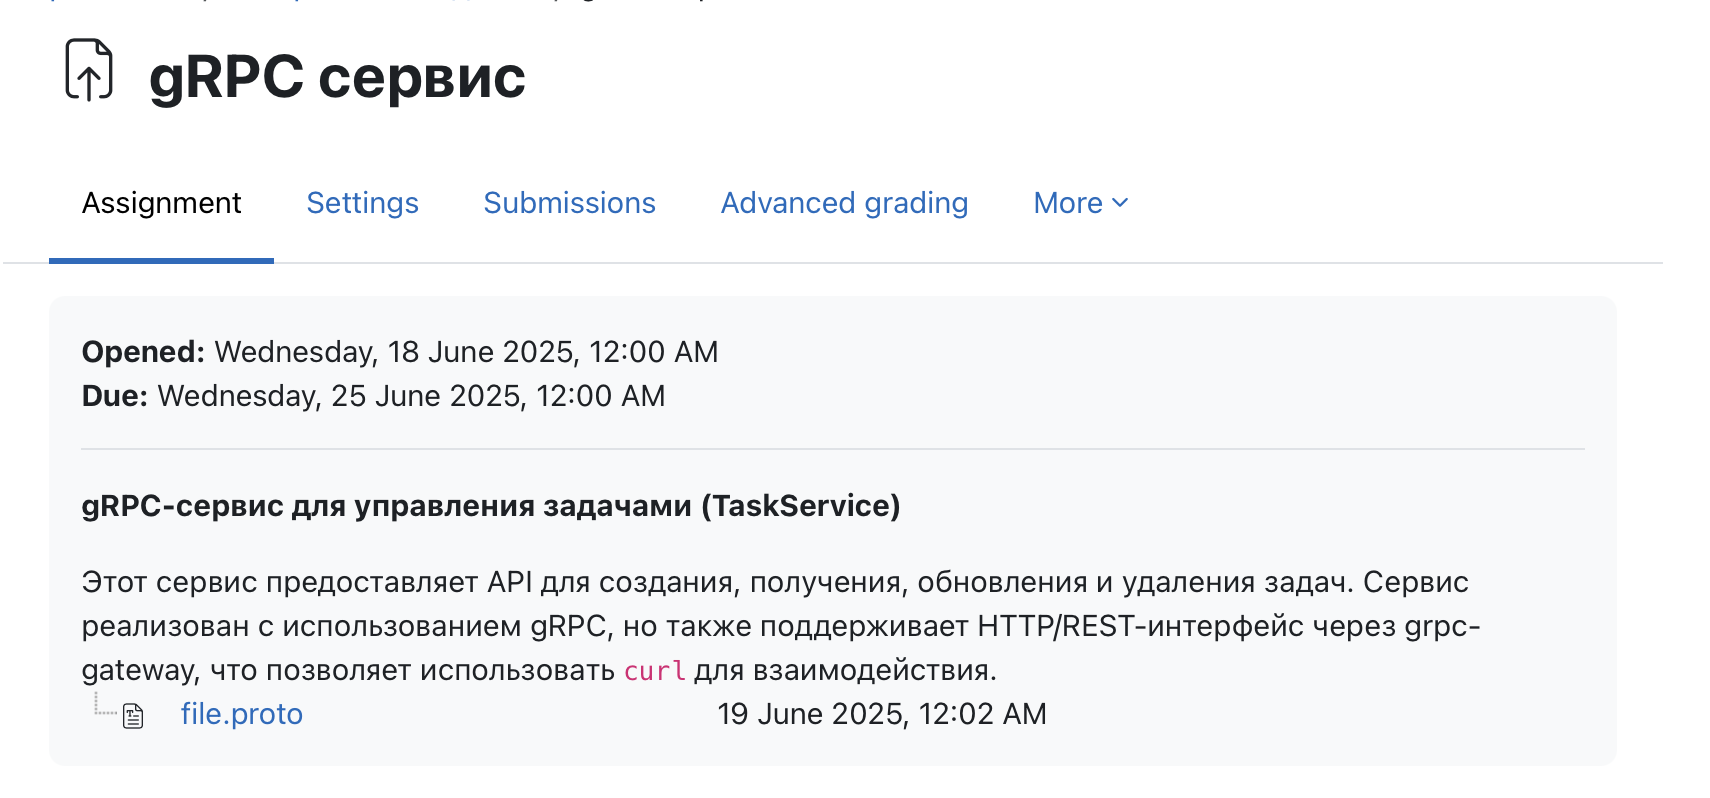 gRPC сервис
Assignment Settings Submissions Advanced grading More
Opened: Wednesday, 18 June 2025, 12:00 AM
Due: Wednesday, 25 June 2025, 12:00 AM
gRPC-сервис для управления задачами (TaskService)
Этот сервис предоставляет API для создания, получения, обновления и удаления задач. Сервис
реализован с использованием gRPC, но также поддерживает HTTP/REST-интерфейс через grpc-
gateway, что позволяет использовать curl для взаимодействия.
file.proto 19 June 2025, 12:02 AM